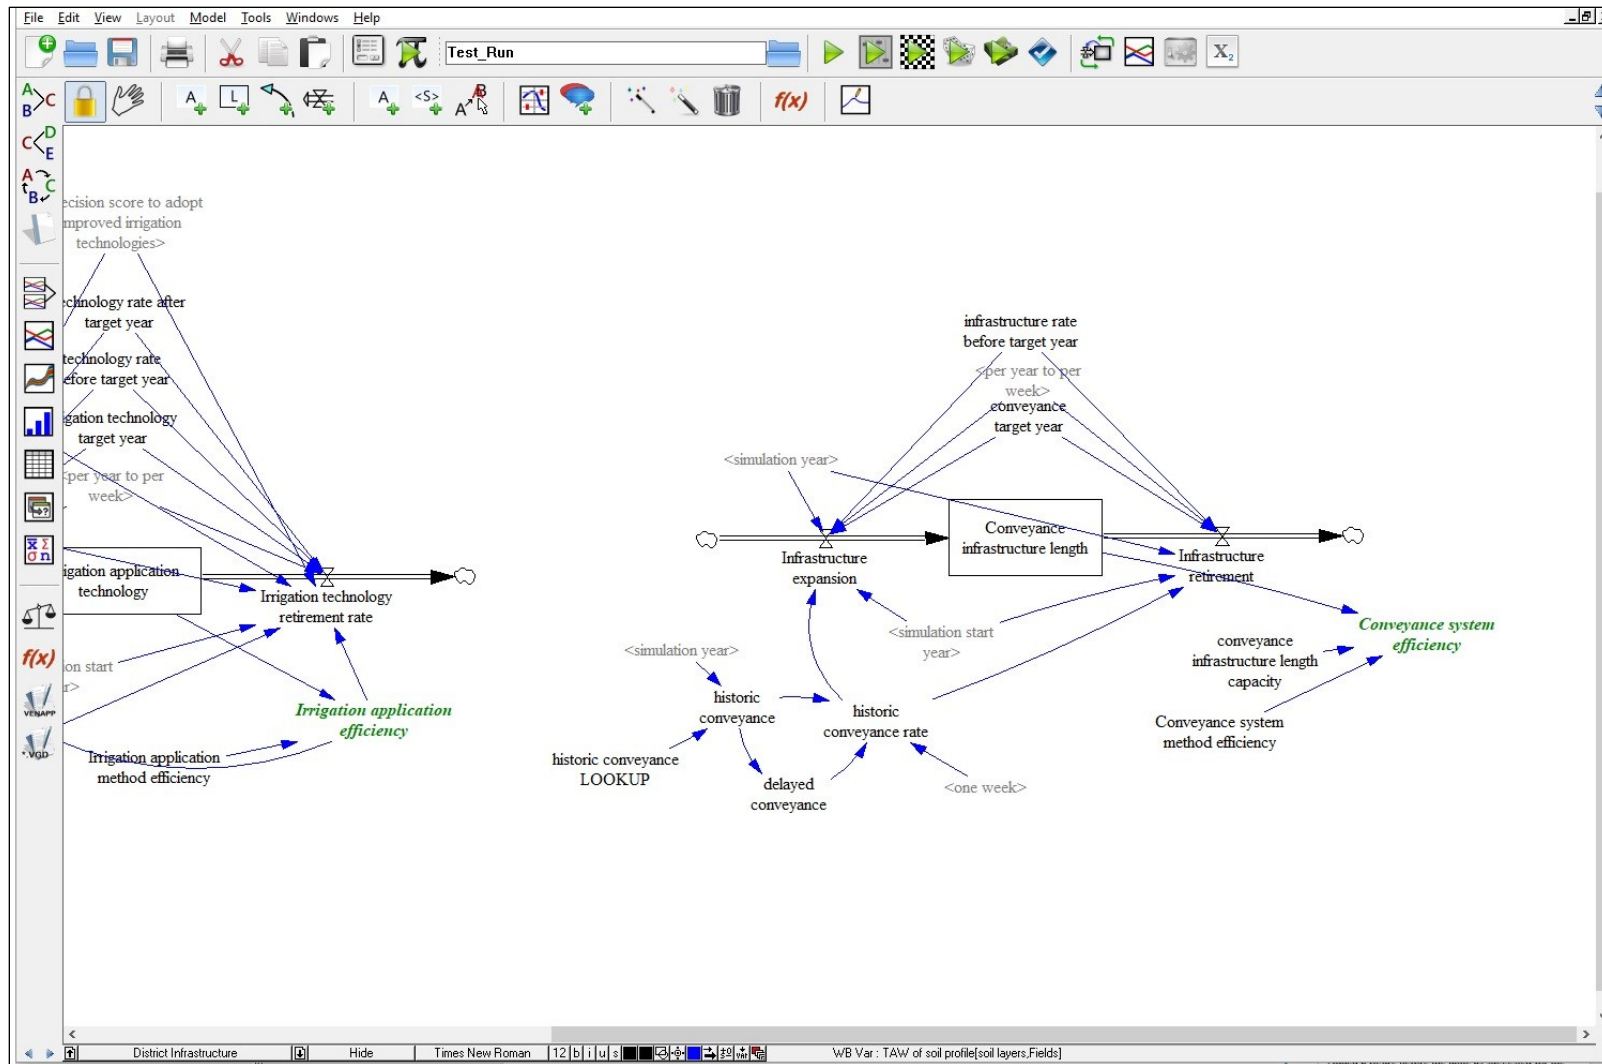 File Edit View Layout Model Tools Windows Help
Test_Run
ecision score to adopt
mproved irrigation
technologies>
echnology rate after
target year
technology rate
efore target year
gation technology
target year
<per year to per
week>
igation application
technology
Irrigation technology
retirement rate
on start
r>
Irrigation application
efficiency
Irrigation application
method efficiency
infrastructure rate
before target year
<per year to per
week>
conveyance
target year
<simulation year>
Conveyance
infrastructure length
Infrastructure
expansion
Infrastructure
retirement
<simulation start
year>
<simulation year>
historic
conveyance
historic
conveyance rate
historic conveyance
LOOKUP
delayed
conveyance
<one week>
Conveyance system
efficiency
conveyance
infrastructure length
capacity
Conveyance system
method efficiency
District Infrastructure Hide Times New Roman 12 b i u s WB Var : TAW of soil profile[soil layers,Fields]